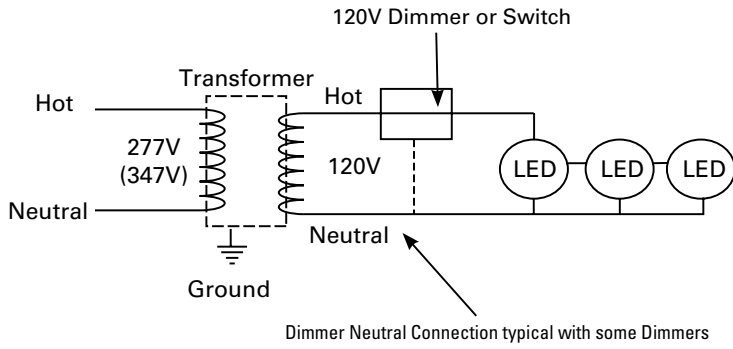 120V Dimmer or Switch
Transformer
Hot
Hot
277V
(347V)
120V
LED
LED
LED
Neutral
Neutral
Ground
Dimmer Neutral Connection typical with some Dimmers